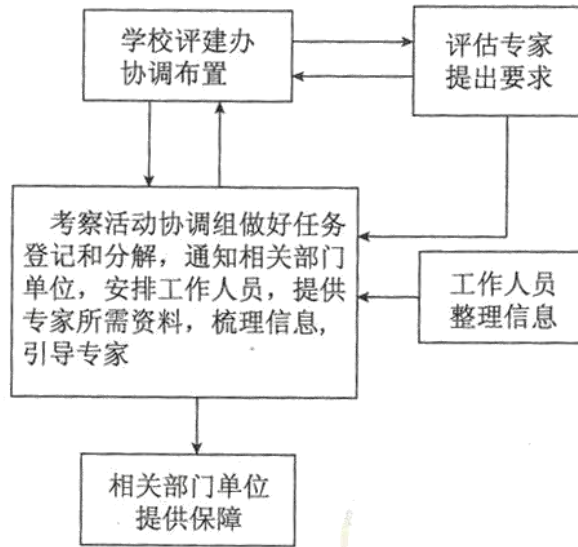 学校评建办
协调布置
评估专家
提出要求
考察活动协调组做好任务
登记和分解，通知相关部门
单位，安排工作人员，提供
专家所需资料，梳理信息，
引导专家
工作人员
整理信息
相关部门单位
提供保障